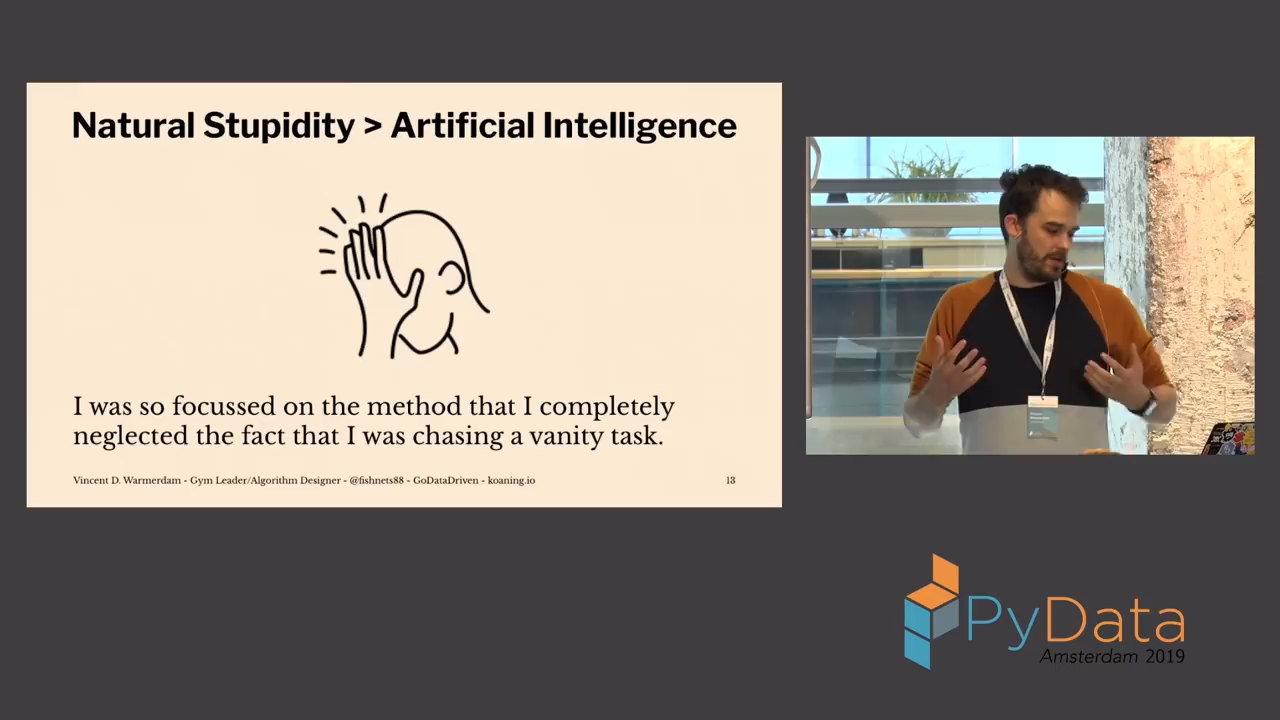 Natural Stupidity > Artificial Intelligence
I was so focussed on the method that I completely
neglected the fact that I was chasing a vanity task.
Vincent D. Warmerdam - Gym Leader/Algorithm Designer - @fishnets88 - GoDataDriven - koaning.io
13
PyData
Amsterdam 2019